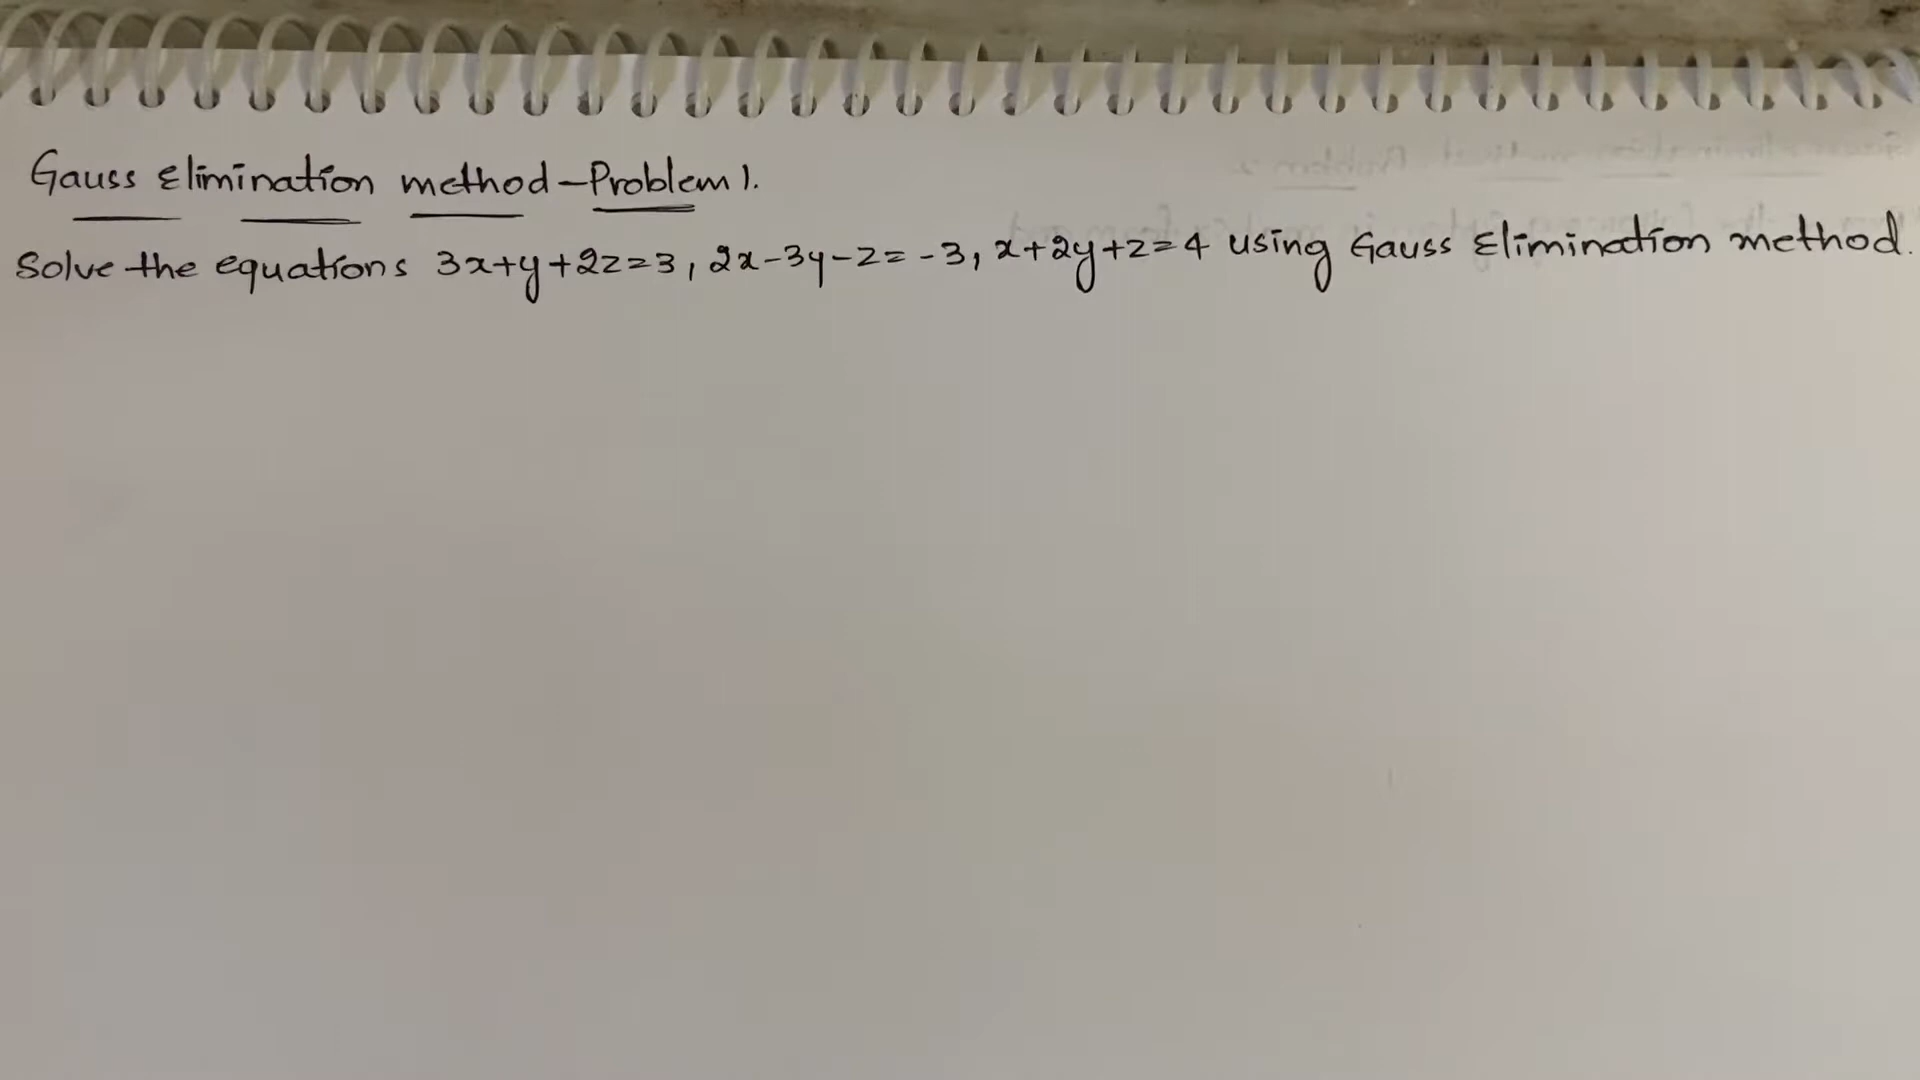 Gauss Elimination method-Problem 1.
Solve the equations 3x+y+2z=3, 2x-3y-z=-3, x+2y+z=4 using Gauss Elimination method.